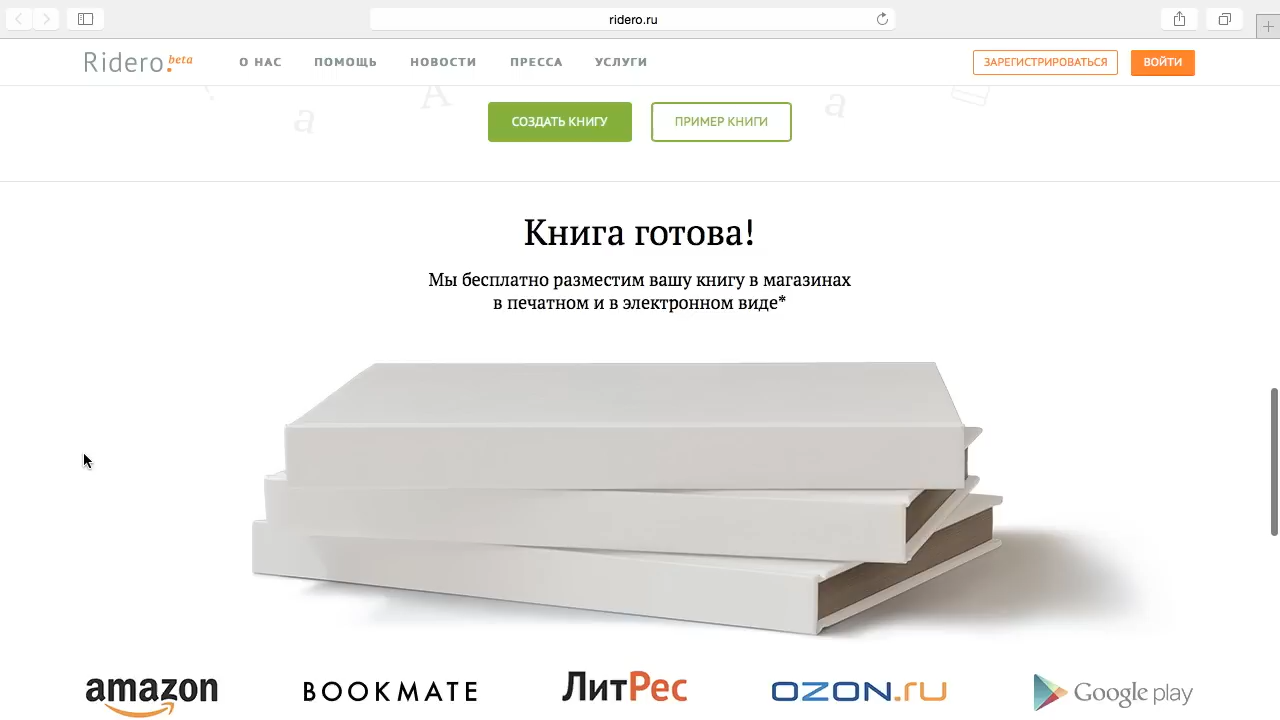 ridero.ru
Ridero.beta О НАС ПОМОЩЬ НОВОСТИ ПРЕССА УСЛУГИ ЗАРЕГИСТРИРОВАТЬСЯ ВОЙТИ
а А а
СОЗДАТЬ КНИГУ ПРИМЕР КНИГИ
Книга готова!
Мы бесплатно разместим вашу книгу в магазинах
в печатном и в электронном виде*
amazon BOOKMATE ЛитРес OZON.ru Google play